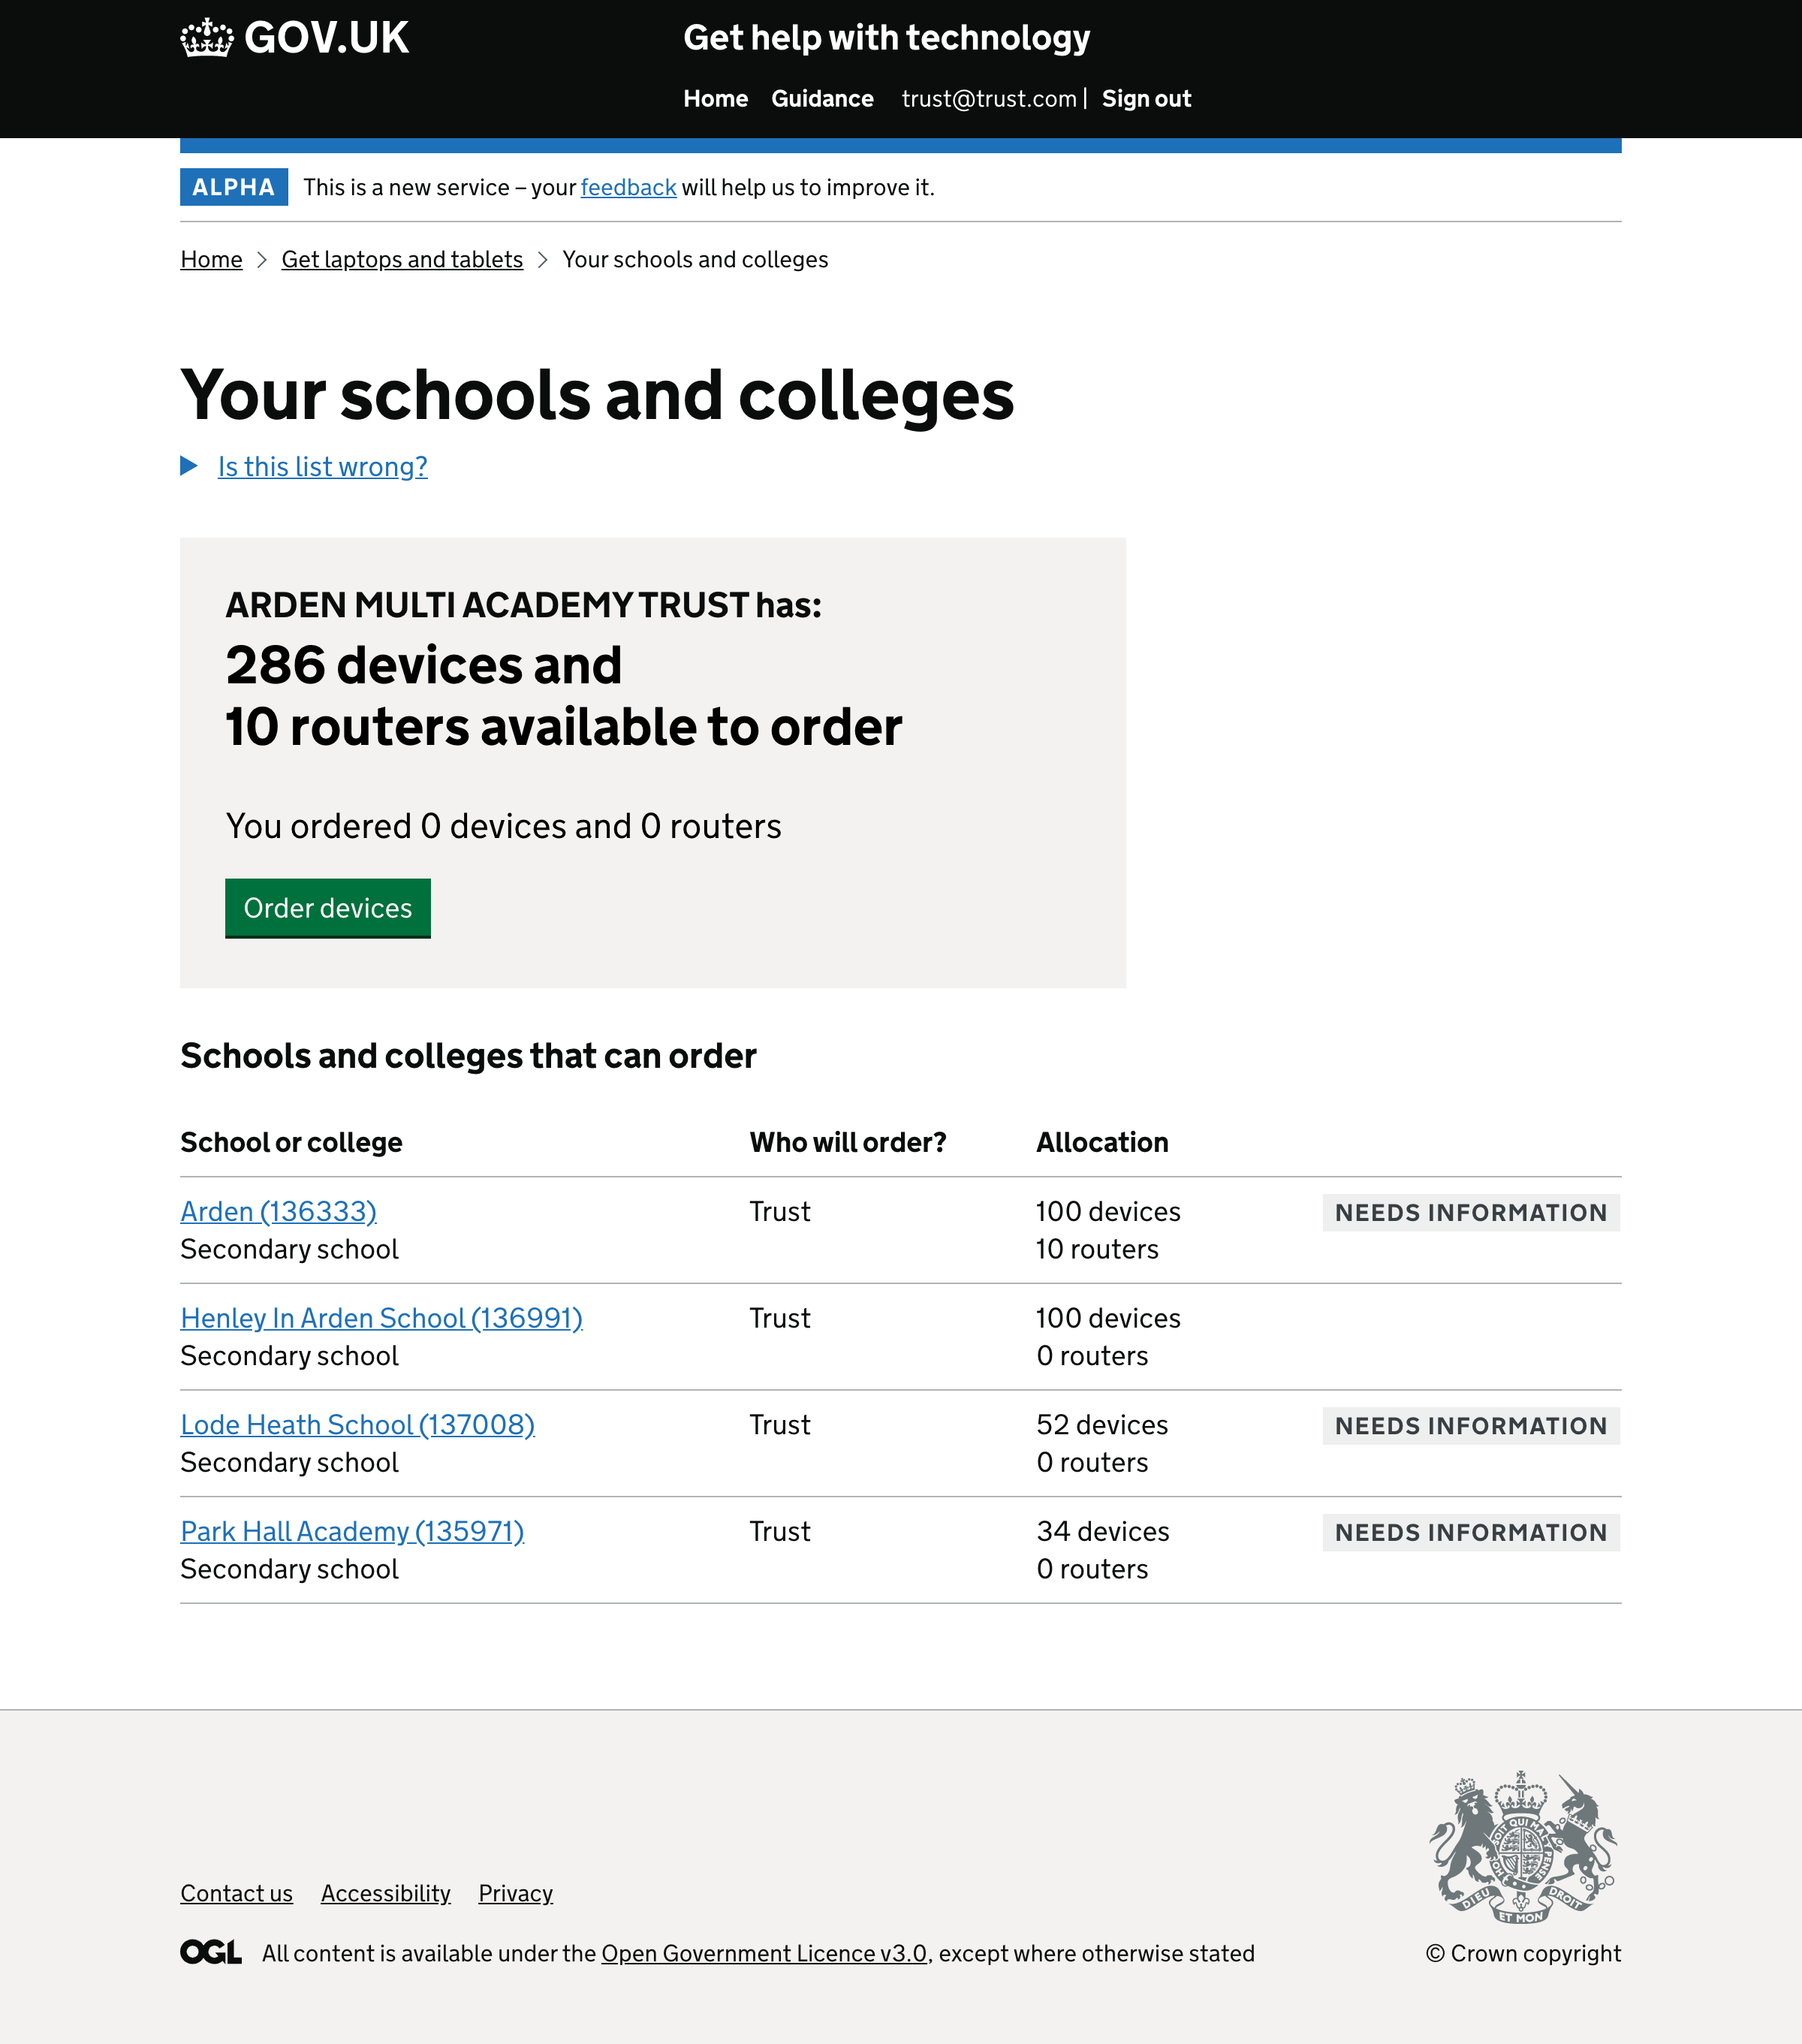 GOV.UK
Get help with technology
Home Guidance trust@trust.com | Sign out
ALPHA This is a new service – your feedback will help us to improve it.
Home > Get laptops and tablets > Your schools and colleges
Your schools and colleges
Is this list wrong?
ARDEN MULTI ACADEMY TRUST has:
286 devices and
10 routers available to order
You ordered 0 devices and 0 routers
Order devices
Schools and colleges that can order
School or college Who will order? Allocation
Arden (136333) Trust 100 devices NEEDS INFORMATION
Secondary school 10 routers
Henley In Arden School (136991) Trust 100 devices
Secondary school 0 routers
Lode Heath School (137008) Trust 52 devices NEEDS INFORMATION
Secondary school 0 routers
Park Hall Academy (135971) Trust 34 devices NEEDS INFORMATION
Secondary school 0 routers
DIEU ET MON DROIT
Contact us Accessibility Privacy
OGL All content is available under the Open Government Licence v3.0, except where otherwise stated
© Crown copyright